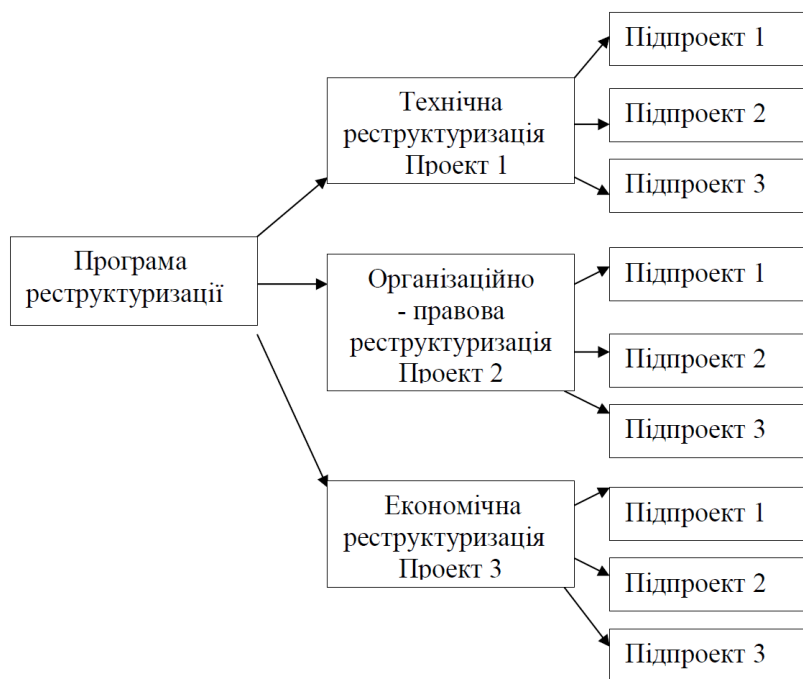 Програма
реструктуризації
Технічна
реструктуризація
Проект 1
Підпроект 1
Підпроект 2
Підпроект 3
Організаційно
- правова
реструктуризація
Проект 2
Підпроект 1
Підпроект 2
Підпроект 3
Економічна
реструктуризація
Проект 3
Підпроект 1
Підпроект 2
Підпроект 3